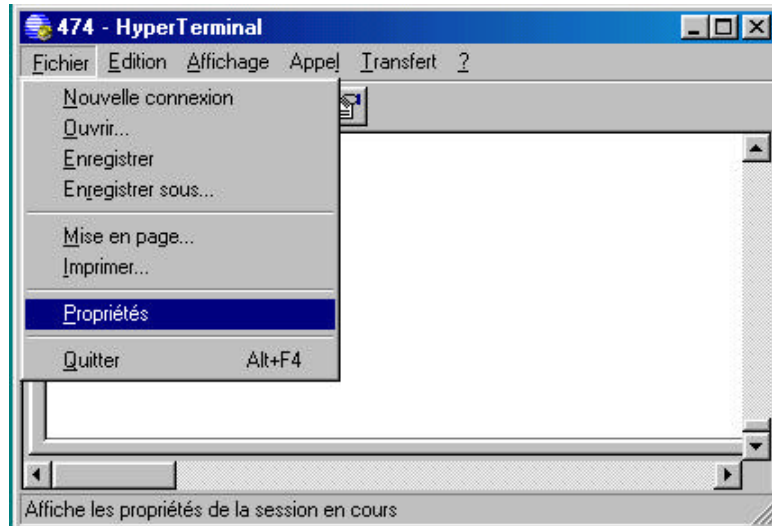 474 - HyperTerminal
Fichier Edition Affichage Appel Transfert ?
Nouvelle connexion
Ouvrir...
Enregistrer
Enregistrer sous...
Mise en page...
Imprimer...
Propriétés
Quitter Alt+F4
Affiche les propriétés de la session en cours